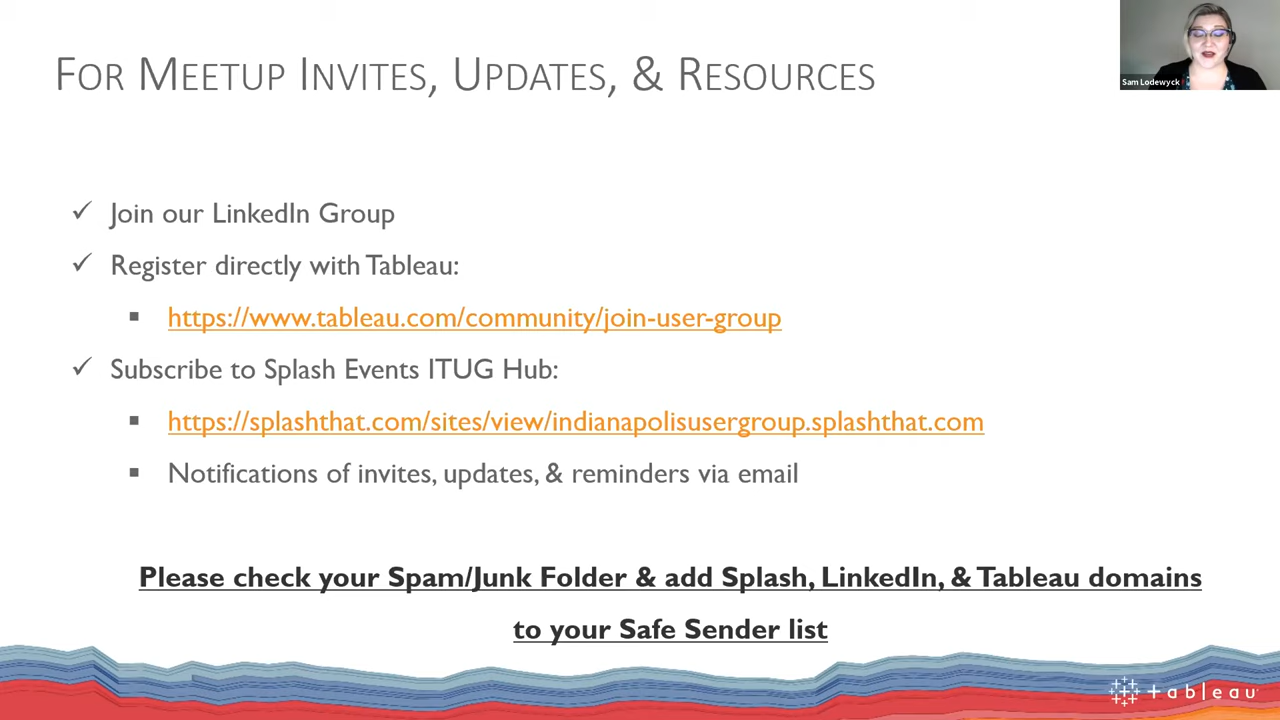 FOR MEETUP INVITES, UPDATES, & RESOURCES
Sam Lodewyck
✓ Join our LinkedIn Group
✓ Register directly with Tableau:
▪ https://www.tableau.com/community/join-user-group
✓ Subscribe to Splash Events ITUG Hub:
▪ https://splashthat.com/sites/view/indianapolisusergroup.splashthat.com
▪ Notifications of invites, updates, & reminders via email
Please check your Spam/Junk Folder & add Splash, LinkedIn, & Tableau domains
to your Safe Sender list
+ableau